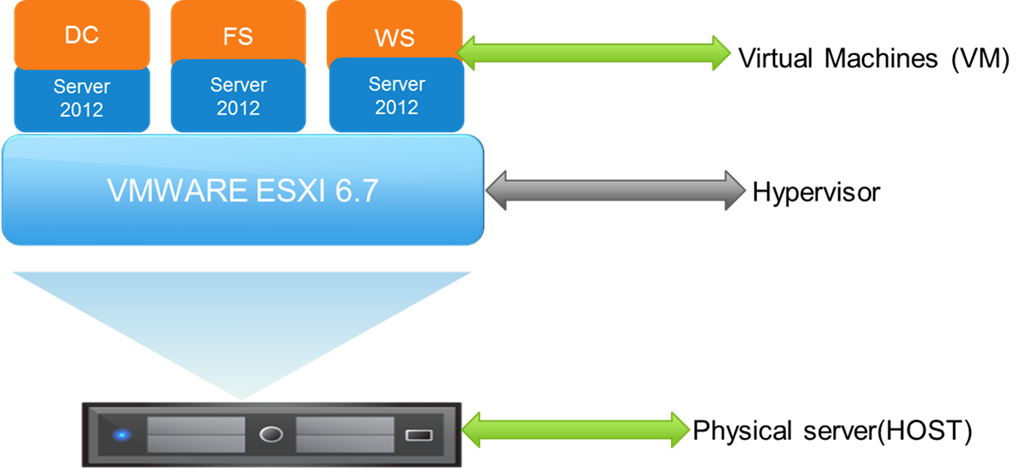 DC
FS
WS
Server
2012
Server
2012
Server
2012
Virtual Machines (VM)
VMWARE ESXI 6.7
Hypervisor
Physical server(HOST)